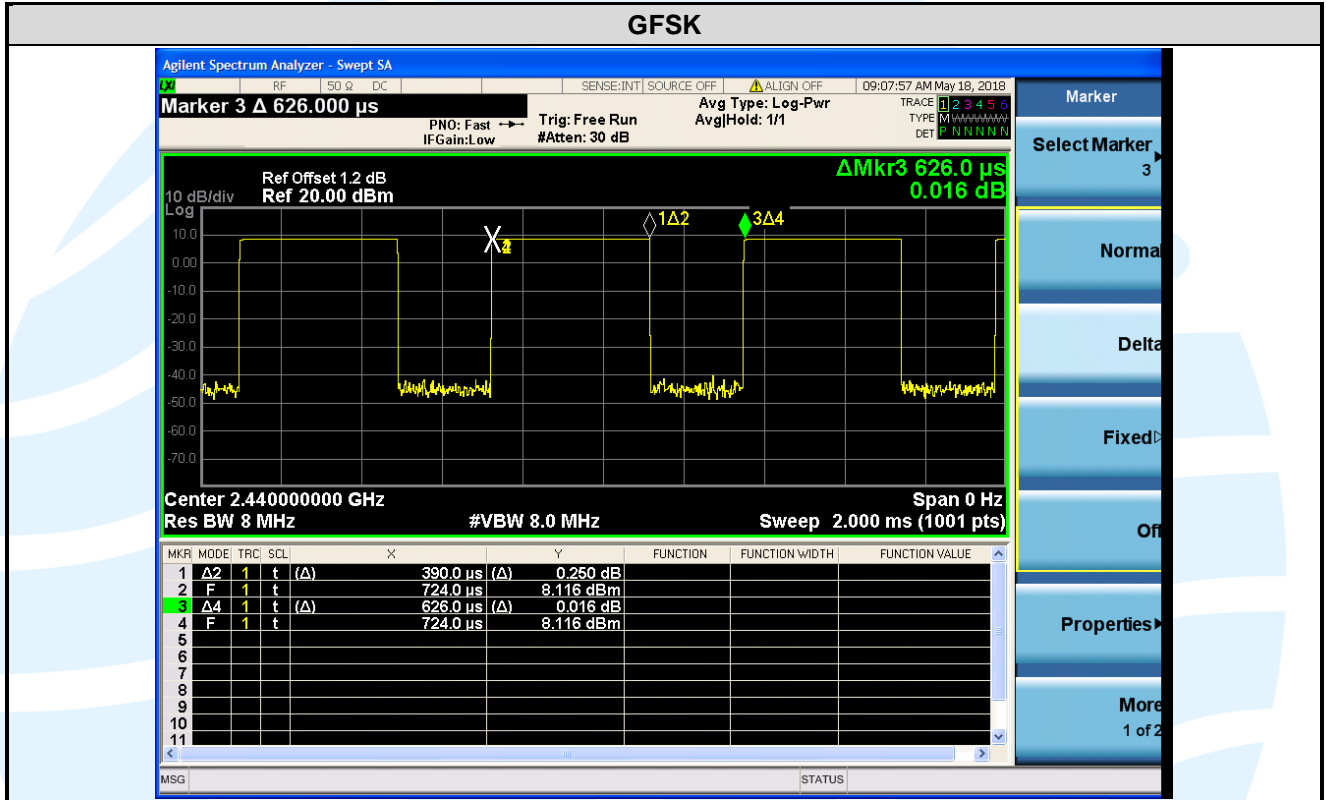 GFSK
Agilent Spectrum Analyzer - Swept SA
LXI RF 50 Ω DC SENSE:INT SOURCE OFF ALIGN OFF 09:07:57 AM May 18, 2018
Marker 3 Δ 626.000 µs
PNO: Fast
IFGain:Low
Trig: Free Run
#Atten: 30 dB
Avg Type: Log-Pwr
Avg|Hold: 1/1
TRACE 1 2 3 4 5 6
TYPE M
DET P N N N N N
ΔMkr3 626.0 µs
0.016 dB
Ref Offset 1.2 dB
10 dB/div Ref 20.00 dBm
Log
10.0
0.00
-10.0
-20.0
-30.0
-40.0
-50.0
-60.0
-70.0
1Δ2
3Δ4
Center 2.440000000 GHz Span 0 Hz
Res BW 8 MHz #VBW 8.0 MHz Sweep 2.000 ms (1001 pts)
MKR MODE TRC SCL X Y FUNCTION FUNCTION WIDTH FUNCTION VALUE
1 Δ2 1 t (Δ) 390.0 µs (Δ) 0.250 dB
2 F 1 t 724.0 µs 8.116 dBm
3 Δ4 1 t (Δ) 626.0 µs (Δ) 0.016 dB
4 F 1 t 724.0 µs 8.116 dBm
5
6
7
8
9
10
11
MSG STATUS
Marker
Select Marker
3
Normal
Delta
Fixed
Off
Properties
More
1 of 2